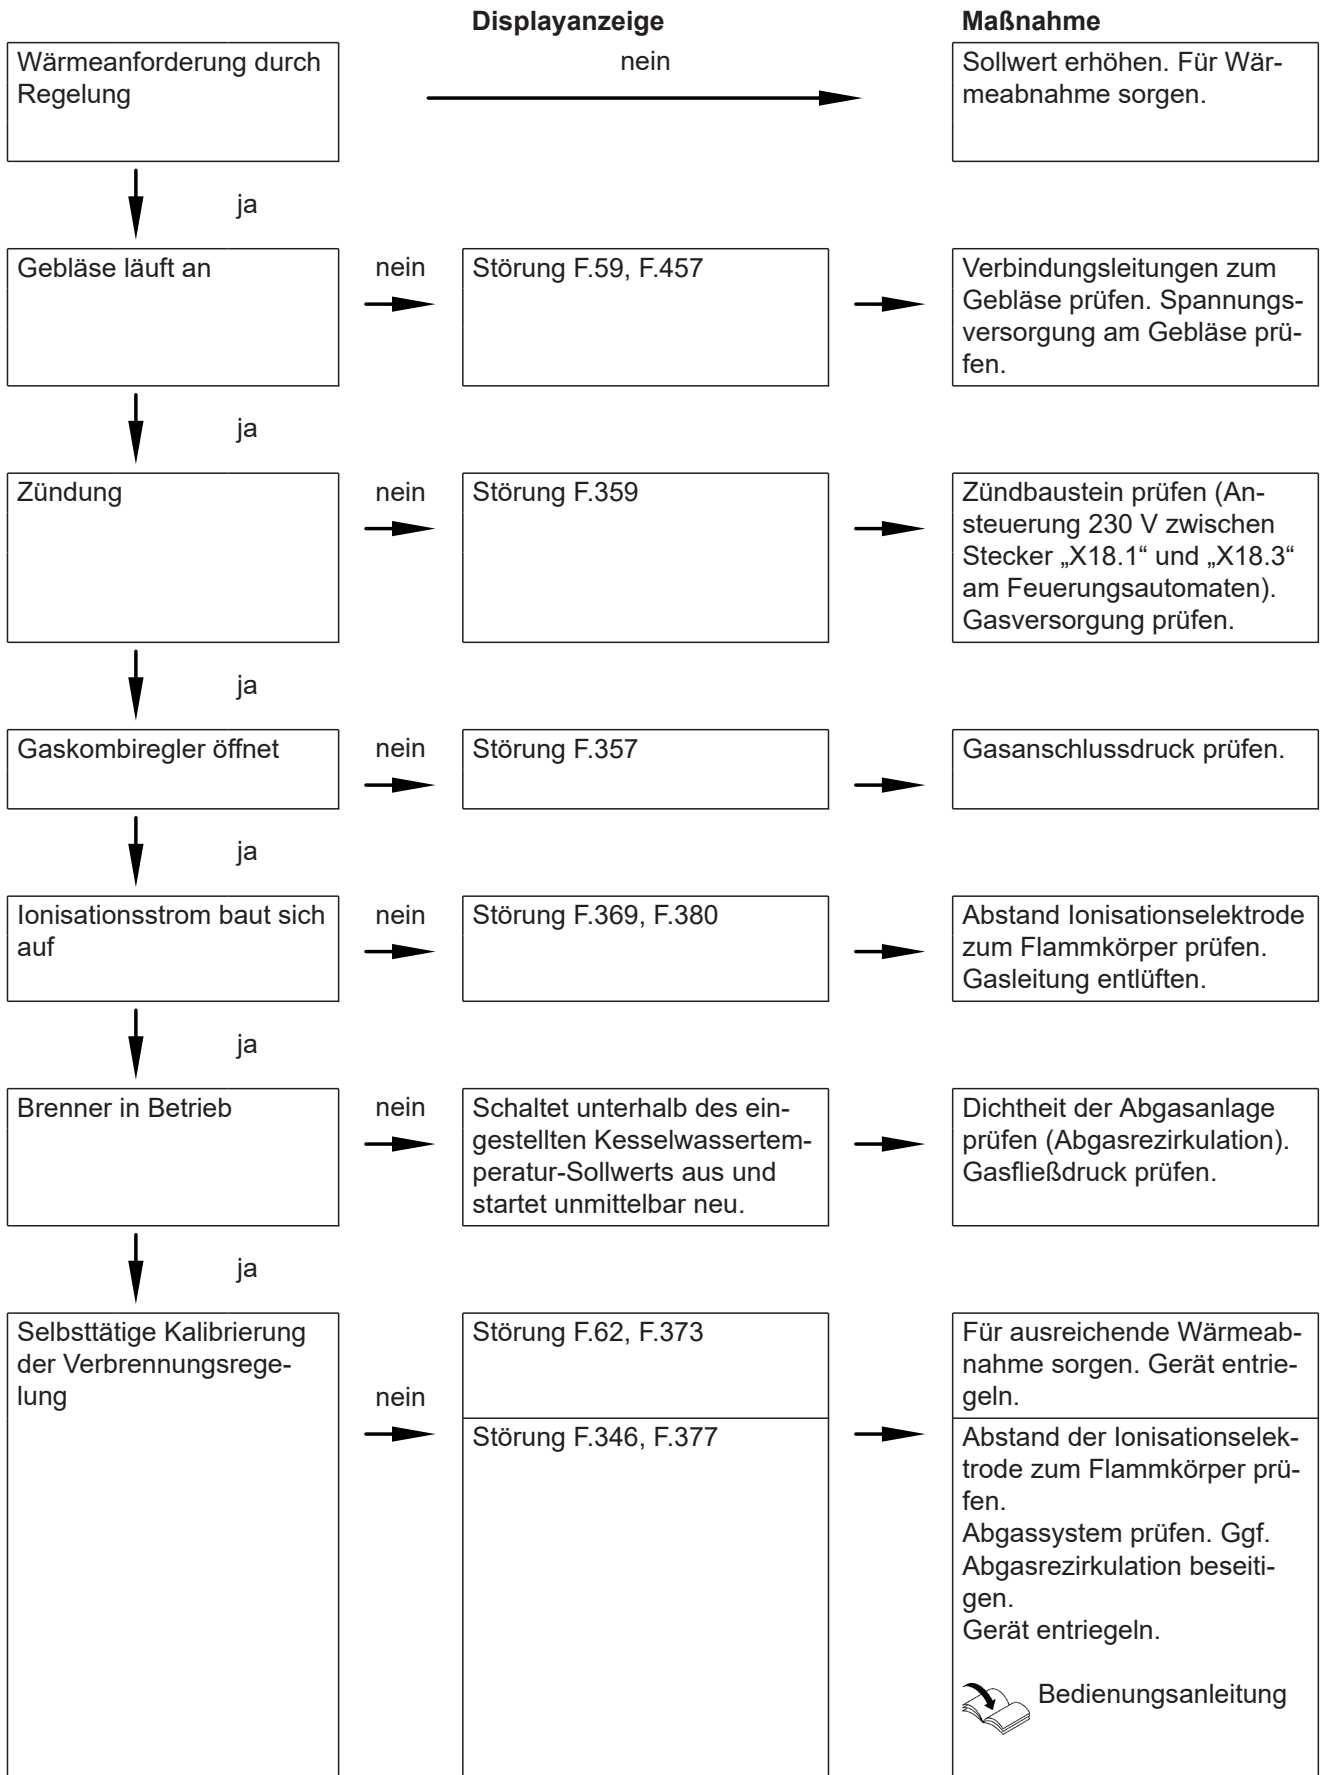 Displayanzeige
Maßnahme
Wärmeanforderung durch
Regelung
nein
Sollwert erhöhen. Für Wär-
meabnahme sorgen.
ja
Gebläse läuft an
nein
Störung F.59, F.457
Verbindungsleitungen zum
Gebläse prüfen. Spannungs-
versorgung am Gebläse prü-
fen.
ja
Zündung
nein
Störung F.359
Zündbaustein prüfen (An-
steuerung 230 V zwischen
Stecker „X18.1“ und „X18.3“
am Feuerungsautomaten).
Gasversorgung prüfen.
ja
Gaskombiregler öffnet
nein
Störung F.357
Gasanschlussdruck prüfen.
ja
Ionisationsstrom baut sich
auf
nein
Störung F.369, F.380
Abstand Ionisationselektrode
zum Flammkörper prüfen.
Gasleitung entlüften.
ja
Brenner in Betrieb
nein
Schaltet unterhalb des ein-
gestellten Kesselwassertem-
peratur-Sollwerts aus und
startet unmittelbar neu.
Dichtheit der Abgasanlage
prüfen (Abgasrezirkulation).
Gasfließdruck prüfen.
ja
Selbsttätige Kalibrierung
der Verbrennungsrege-
lung
nein
Störung F.62, F.373
Für ausreichende Wärmeab-
nahme sorgen. Gerät entrie-
geln.
Störung F.346, F.377
Abstand der Ionisationselek-
trode zum Flammkörper prü-
fen.
Abgassystem prüfen. Ggf.
Abgasrezirkulation beseiti-
gen.
Gerät entriegeln.
Bedienungsanleitung